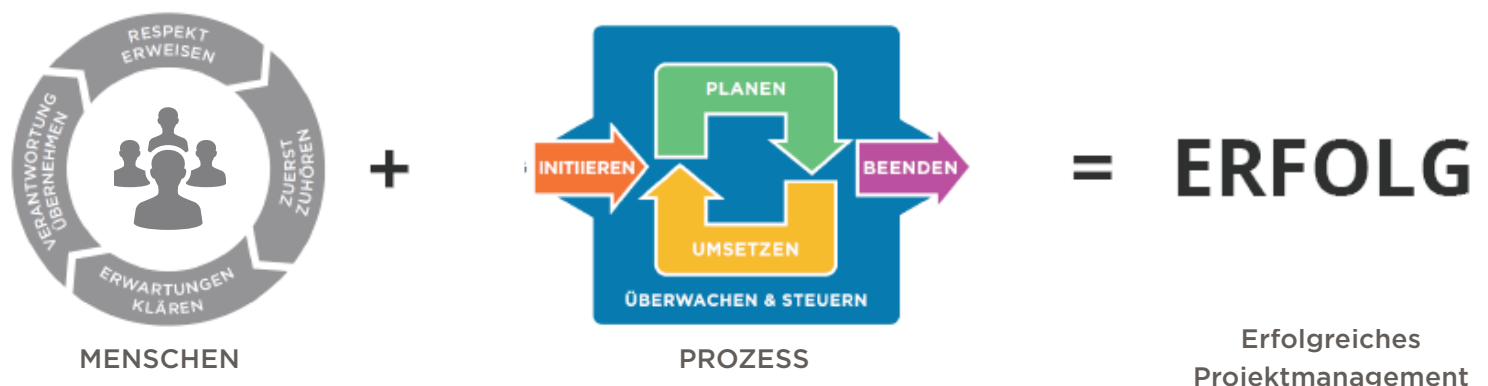 RESPEKT
ERWEISEN
ZUERST
ZUHÖREN
ERWARTUNGEN
KLÄREN
VERANTWORTUNG
ÜBERNEHMEN
MENSCHEN
+
INITIIEREN
PLANEN
UMSETZEN
BEENDEN
ÜBERWACHEN & STEUERN
PROZESS
=
ERFOLG
Erfolgreiches
Projektmanagement